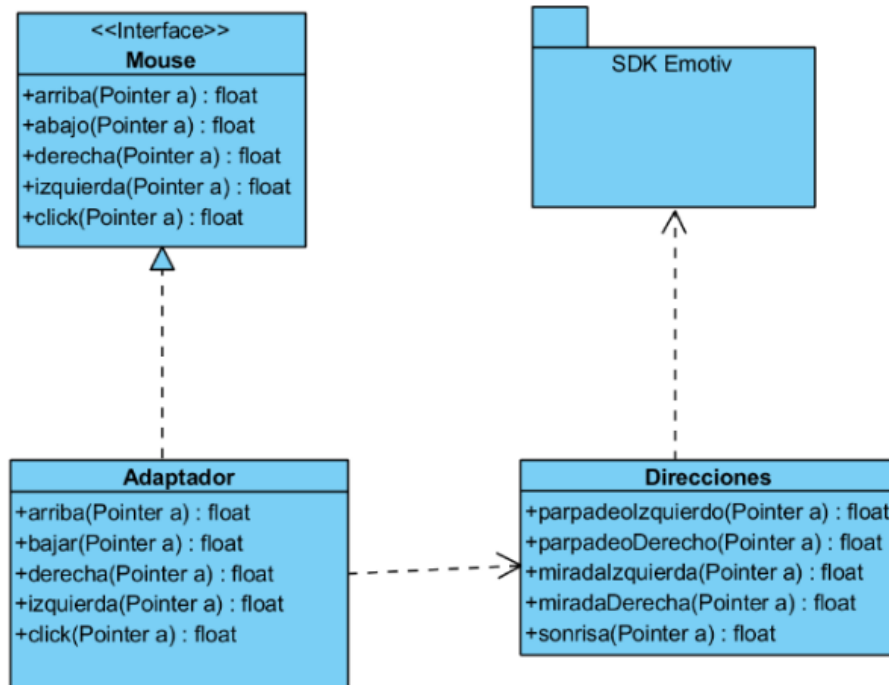 <<Interface>>
Mouse
+arriba(Pointer a) : float
+abajo(Pointer a) : float
+derecha(Pointer a) : float
+izquierda(Pointer a) : float
+click(Pointer a) : float
SDK Emotiv
Adaptador
+arriba(Pointer a) : float
+bajar(Pointer a) : float
+derecha(Pointer a) : float
+izquierda(Pointer a) : float
+click(Pointer a) : float
Direcciones
+parpadeoIzquierdo(Pointer a) : float
+parpadeoDerecho(Pointer a) : float
+miradaIzquierda(Pointer a) : float
+miradaDerecha(Pointer a) : float
+sonrisa(Pointer a) : float